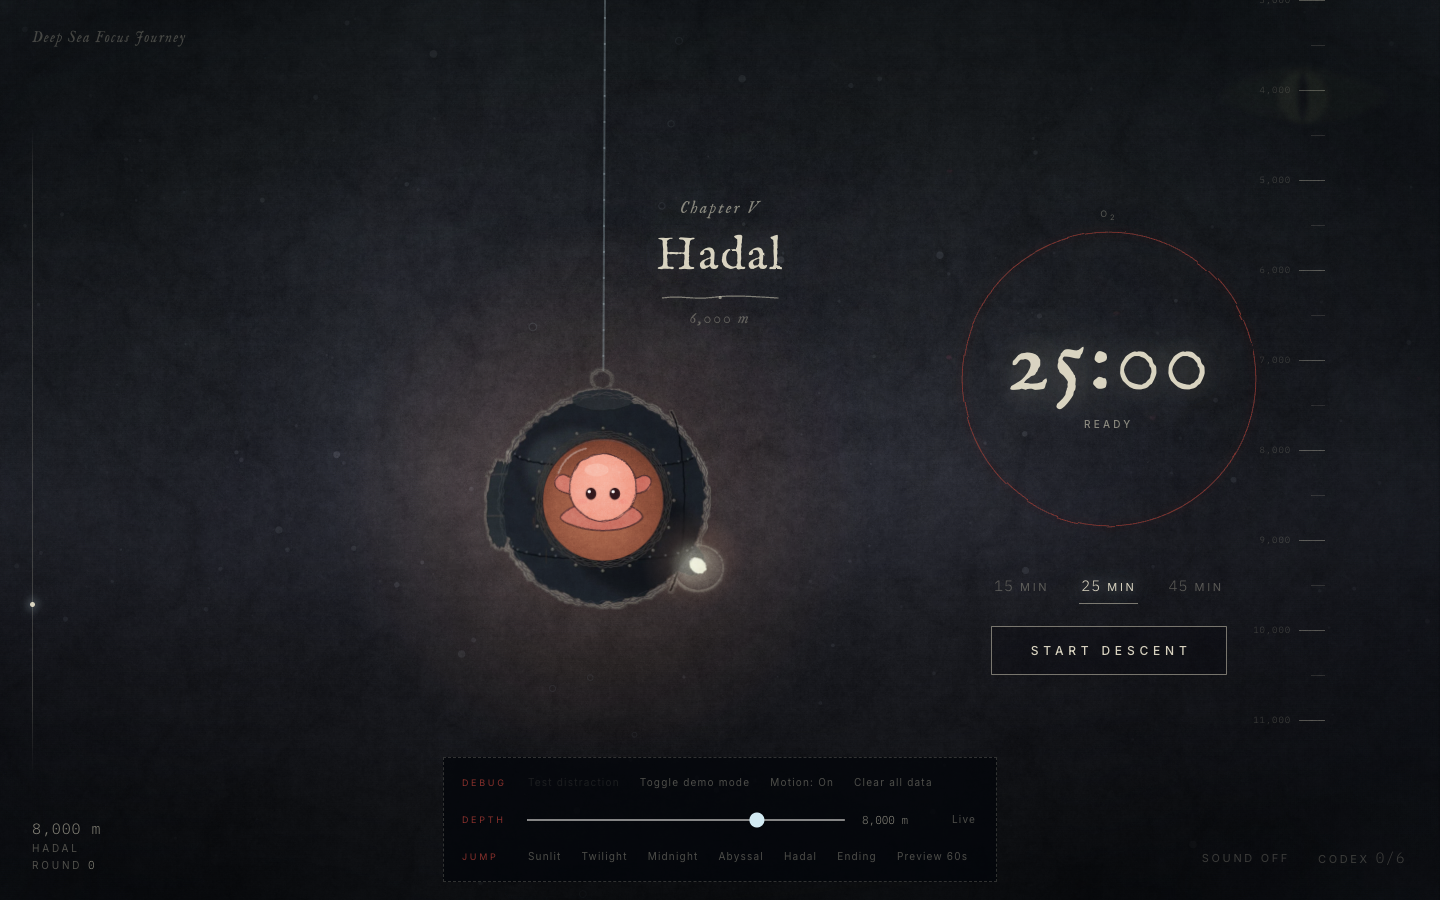 Deep Sea Focus Journey
3,000
4,000
5,000
6,000
7,000
8,000
9,000
10,000
11,000
Chapter V
Hadal
6,000 m
O₂
25:00
READY
15 MIN 25 MIN 45 MIN
START DESCENT
DEBUG Test distraction Toggle demo mode Motion: On Clear all data
DEPTH 8,000 m Live
JUMP Sunlit Twilight Midnight Abyssal Hadal Ending Preview 60s
8,000 m
HADAL
ROUND 0
SOUND OFF CODEX 0/6